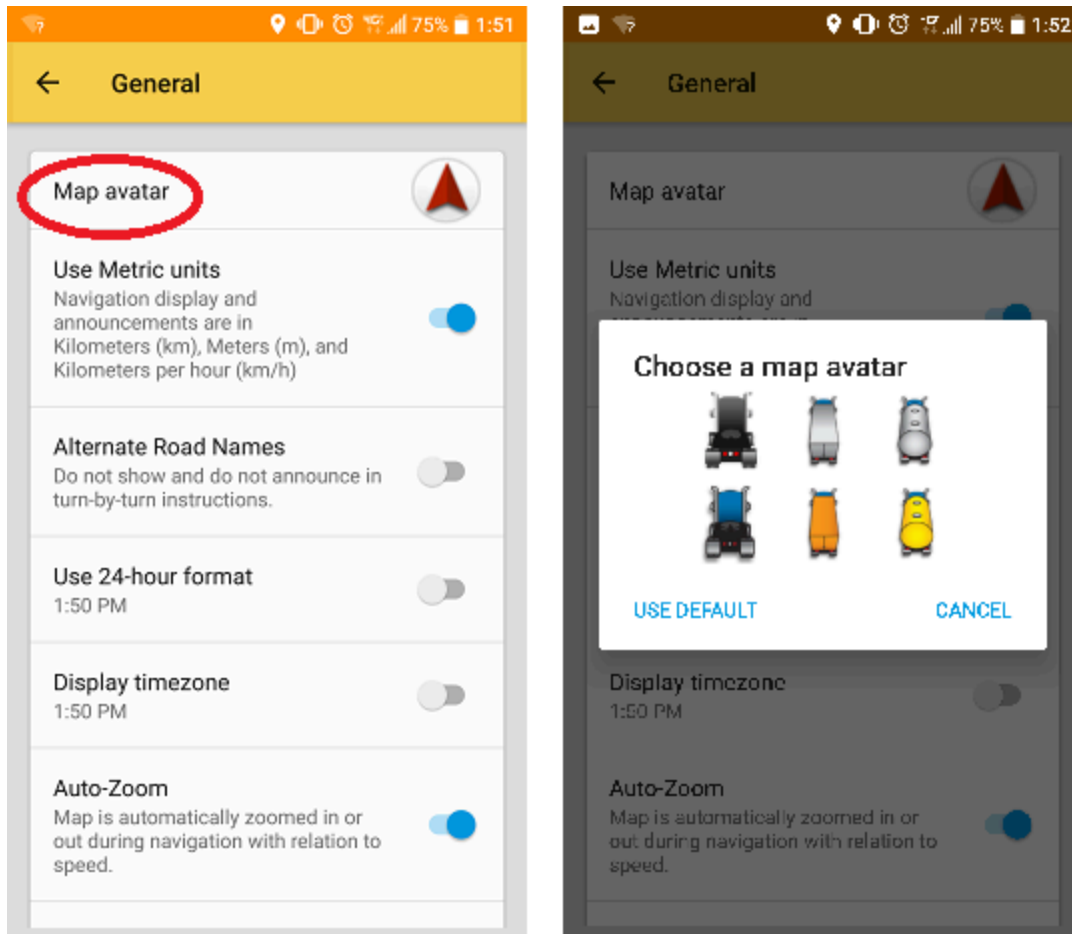 75% 1:51
General
Map avatar
Use Metric units
Navigation display and
announcements are in
Kilometers (km), Meters (m), and
Kilometers per hour (km/h)
Alternate Road Names
Do not show and do not announce in
turn-by-turn instructions.
Use 24-hour format
1:50 PM
Display timezone
1:50 PM
Auto-Zoom
Map is automatically zoomed in or
out during navigation with relation to
speed.
75% 1:52
General
Map avatar
Use Metric units
Navigation display and
Choose a map avatar
USE DEFAULT CANCEL
Display timezone
1:50 PM
Auto-Zoom
Map is automatically zoomed in or
out during navigation with relation to
speed.